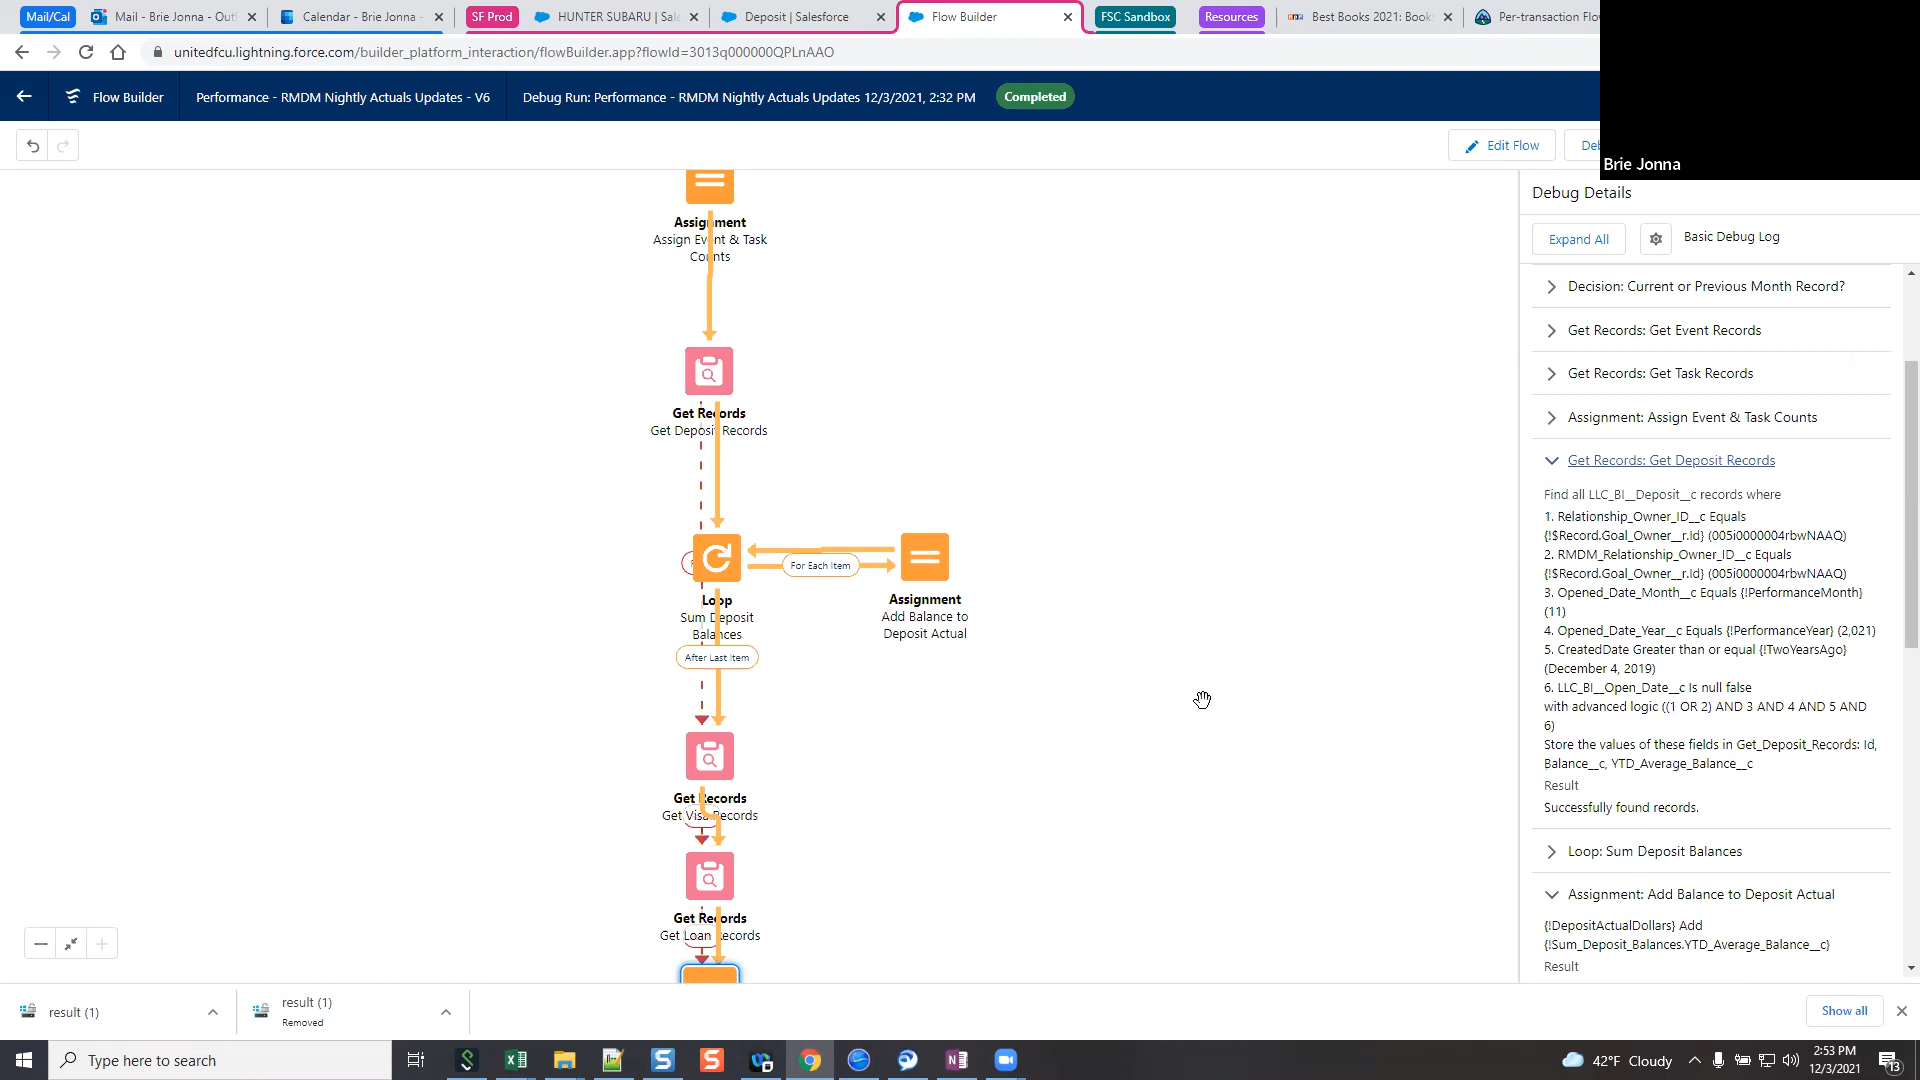 Mail/Cal
Mail - Brie Jonna - Out
Calendar - Brie Jonna -
SF Prod
HUNTER SUBARU | Sale
Deposit | Salesforce
Flow Builder
FSC Sandbox
Resources
Best Books 2021: Books
Per-transaction Flo
unitedfcu.lightning.force.com/builder_platform_interaction/flowBuilder.app?flowId=3013q000000QPLnAAO
Flow Builder
Performance - RMDM Nightly Actuals Updates - V6
Debug Run: Performance - RMDM Nightly Actuals Updates 12/3/2021, 2:32 PM
Completed
Edit Flow
Deb
Brie Jonna
Debug Details
Expand All
Basic Debug Log
Assignment
Assign Event & Task
Counts
Get Records
Get Deposit Records
For Each Item
Loop
Sum Deposit
Balances
After Last Item
Assignment
Add Balance to
Deposit Actual
Get Records
Get Visa Records
Get Records
Get Loan Records
Decision: Current or Previous Month Record?
Get Records: Get Event Records
Get Records: Get Task Records
Assignment: Assign Event & Task Counts
Get Records: Get Deposit Records
Find all LLC_BI__Deposit__c records where
1. Relationship_Owner_ID__c Equals
{!$Record.Goal_Owner__r.Id} (005i0000004rbwNAAQ)
2. RMDM_Relationship_Owner_ID__c Equals
{!$Record.Goal_Owner__r.Id} (005i0000004rbwNAAQ)
3. Opened_Date_Month__c Equals {!PerformanceMonth}
(11)
4. Opened_Date_Year__c Equals {!PerformanceYear} (2,021)
5. CreatedDate Greater than or equal {!TwoYearsAgo}
(December 4, 2019)
6. LLC_BI__Open_Date__c Is null false
with advanced logic ((1 OR 2) AND 3 AND 4 AND 5 AND
6)
Store the values of these fields in Get_Deposit_Records: Id,
Balance__c, YTD_Average_Balance__c
Result
Successfully found records.
Loop: Sum Deposit Balances
Assignment: Add Balance to Deposit Actual
{!DepositActualDollars} Add
{!Sum_Deposit_Balances.YTD_Average_Balance__c}
Result
result (1)
result (1)
Removed
Show all
Type here to search
42°F Cloudy
2:53 PM
12/3/2021
13